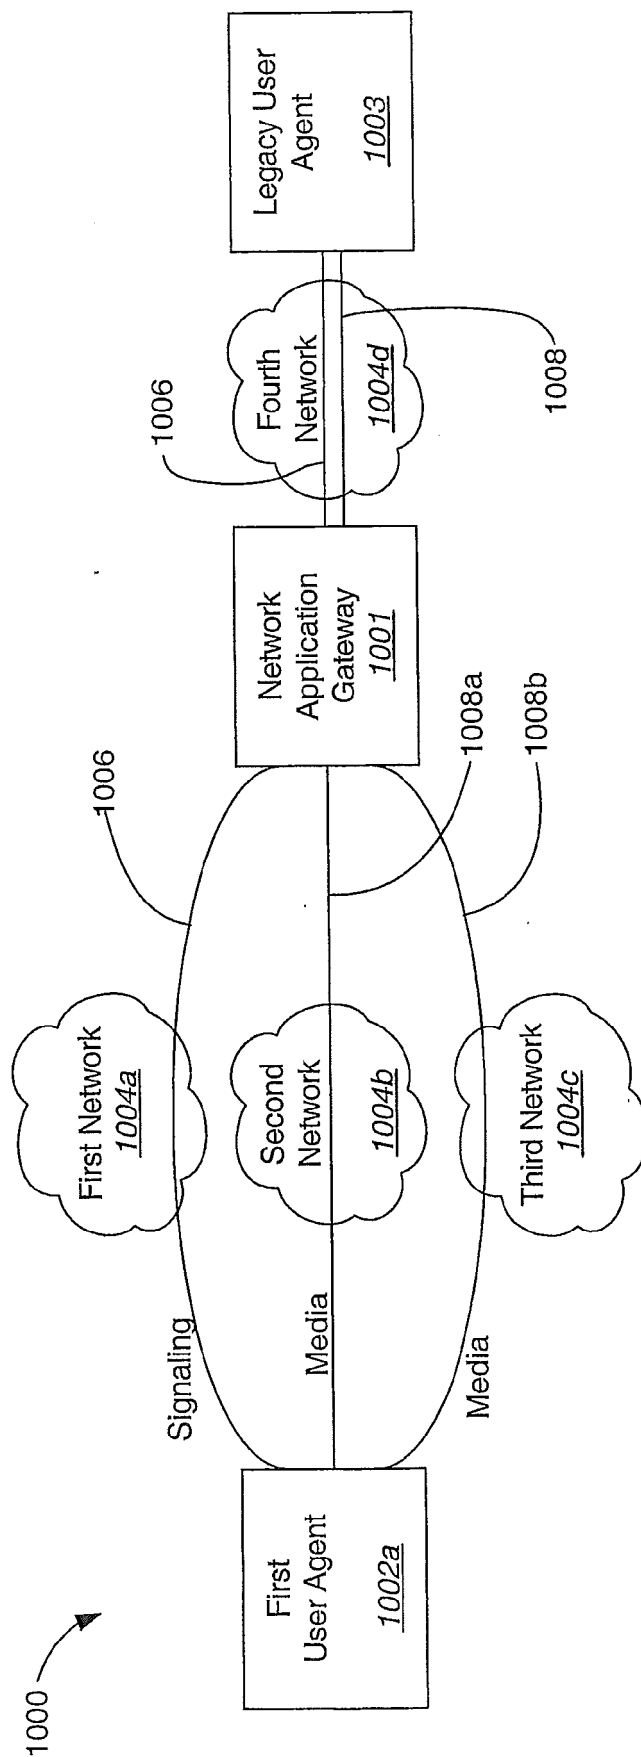 1000
First
User Agent
1002a
Signaling
Media
Media
First Network
1004a
Second
Network
1004b
Third Network
1004c
1006
1008a
1008b
Network
Application
Gateway
1001
1006
Fourth
Network
1004d
1008
Legacy User
Agent
1003